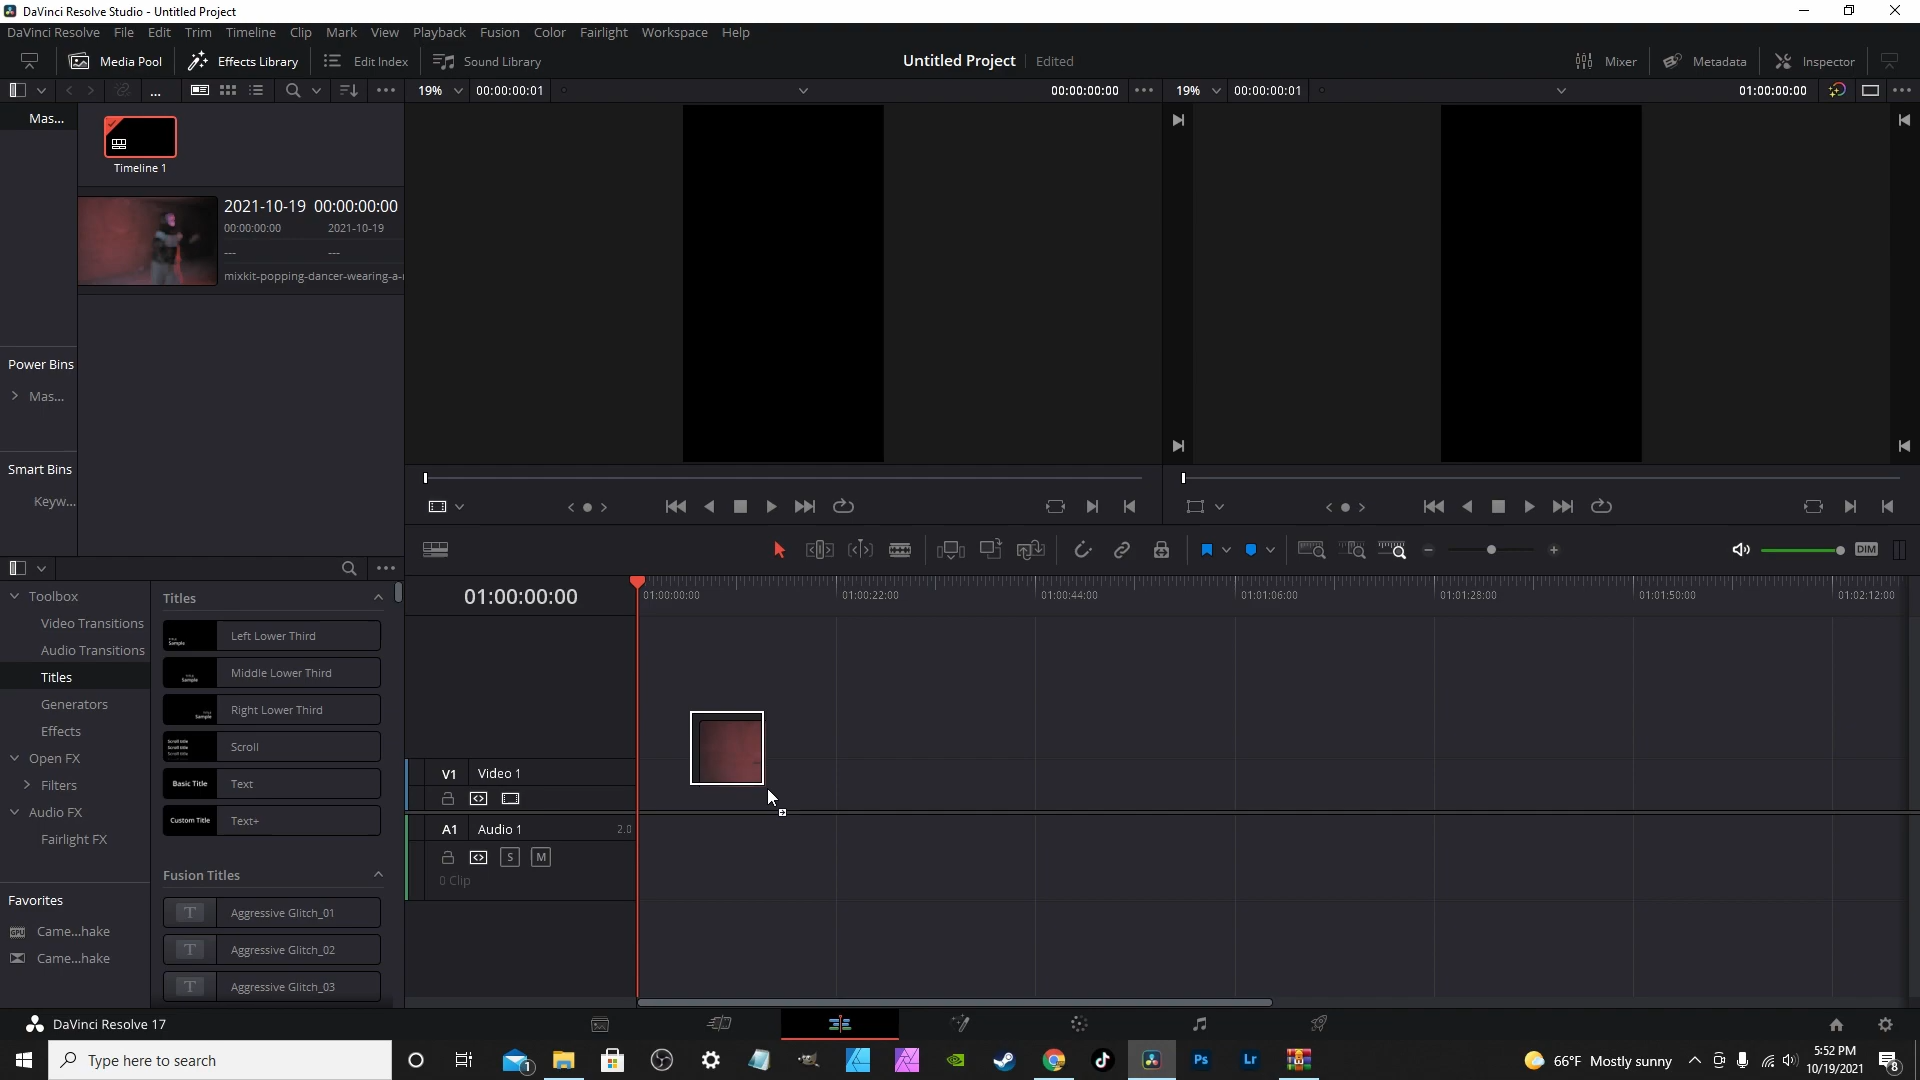 DaVinci Resolve Studio - Untitled Project
DaVinci Resolve File Edit Trim Timeline Clip Mark View Playback Fusion Color Fairlight Workspace Help
Media Pool Effects Library Edit Index Sound Library Untitled Project Edited Mixer Metadata Inspector
... 19% 00:00:00:01 00:00:00:00 19% 00:00:00:01 01:00:00:00
Mas...
Timeline 1
2021-10-19 00:00:00:00
00:00:00:00 2021-10-19
--- ---
mixkit-popping-dancer-wearing-a-
Power Bins
Mas...
Smart Bins
Keyw...
DIM
Toolbox
Video Transitions
Audio Transitions
Titles
Generators
Effects
Open FX
Filters
Audio FX
Fairlight FX
Favorites
Came...hake
Came...hake
Titles
Sample Left Lower Third
Sample Middle Lower Third
Sample Right Lower Third
Scroll
Basic Title Text
Custom Title Text+
Fusion Titles
T Aggressive Glitch_01
T Aggressive Glitch_02
T Aggressive Glitch_03
01:00:00:00
01:00:00:00 01:00:22:00 01:00:44:00 01:01:06:00 01:01:28:00 01:01:50:00 01:02:12:00
V1 Video 1
A1 Audio 1 2.0
S M
0 Clip
DaVinci Resolve 17
Type here to search
1
Ps
Lr
66°F Mostly sunny
5:52 PM
10/19/2021
8